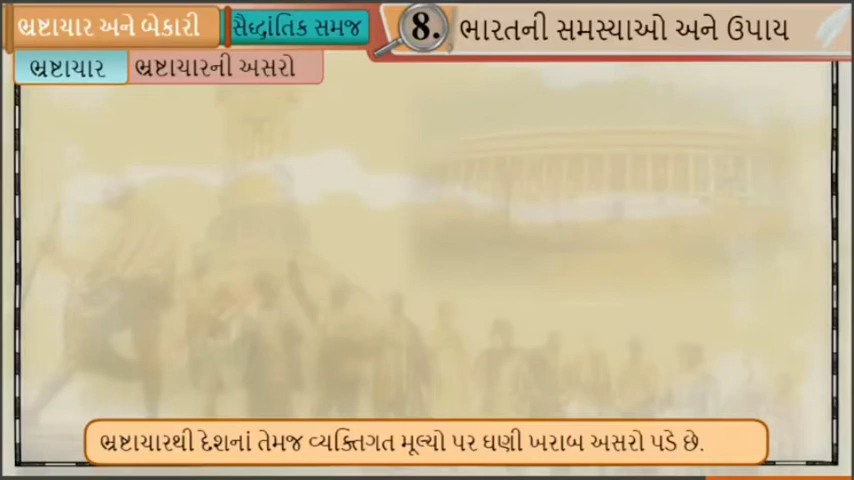 ભ્રષ્ટાચાર અને બેકારી
સૈદ્ધાંતિક સમજ
8. ભારતની સમસ્યાઓ અને ઉપાય
ભ્રષ્ટાચાર
ભ્રષ્ટાચારની અસરો
ભ્રષ્ટાચારથી દેશનાં તેમજ વ્યક્તિગત મૂલ્યો પર ઘણી ખરાબ અસરો પડે છે.